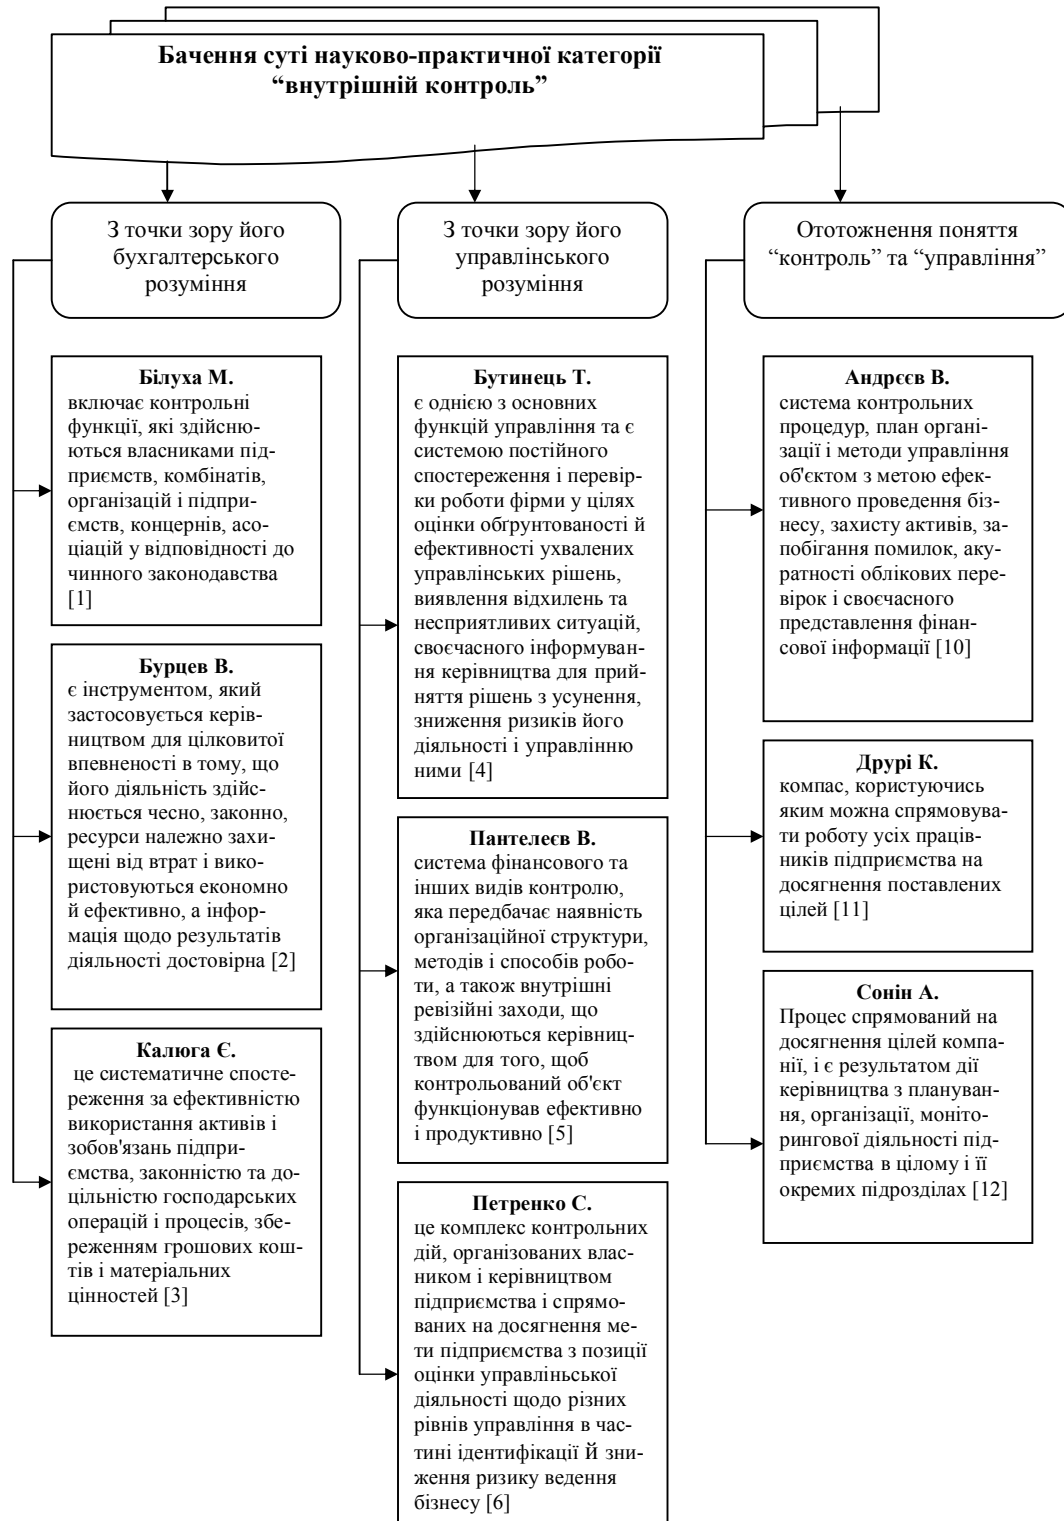 Бачення суті науково-практичної категорії
“внутрішній контроль”
З точки зору його
бухгалтерського
розуміння
Білуха М.
включає контрольні
функції, які здійсню-
ються власниками під-
приємств, комбінатів,
організацій і підпри-
ємств, концернів, асо-
ціацій у відповідності до
чинного законодавства
[1]
Бурцев В.
є інструментом, який
застосовується керів-
ництвом для цілковитої
впевненості в тому, що
його діяльність здійс-
нюється чесно, законно,
ресурси належно захи-
щені від втрат і вико-
ристовуються економно
й ефективно, а інфор-
мація щодо результатів
діяльності достовірна [2]
Калюга Є.
це систематичне спосте-
реження за ефективністю
використання активів і
зобов'язань підпри-
ємства, законністю та до-
цільністю господарських
операцій і процесів, збе-
реженням грошових кош-
тів і матеріальних
цінностей [3]
З точки зору його
управлінського
розуміння
Бутинець Т.
є однією з основних
функцій управління та є
системою постійного
спостереження і перевір-
ки роботи фірми у цілях
оцінки обґрунтованості й
ефективності ухвалених
управлінських рішень,
виявлення відхилень та
несприятливих ситуацій,
своєчасного інформуван-
ня керівництва для прий-
няття рішень з усунення,
зниження ризиків його
діяльності і управлінню
ними [4]
Пантелеєв В.
система фінансового та
інших видів контролю,
яка передбачає наявність
організаційної структури,
методів і способів робо-
ти, а також внутрішні
ревізійні заходи, що
здійснюються керівниц-
твом для того, щоб
контрольований об'єкт
функціонував ефективно
і продуктивно [5]
Петренко С.
це комплекс контрольних
дій, організованих влас-
ником і керівництвом
підприємства і спрямо-
ваних на досягнення ме-
ти підприємства з позиції
оцінки управліньської
діяльності щодо різних
рівнів управління в час-
тині ідентифікації й зни-
ження ризику ведення
бізнесу [6]
Ототожнення поняття
“контроль” та “управління”
Андрєєв В.
система контрольних
процедур, план органі-
зації і методи управління
об'єктом з метою ефек-
тивного проведення біз-
несу, захисту активів, за-
побігання помилок, аку-
ратності облікових пере-
вірок і своєчасного
представлення фінан-
сової інформації [10]
Друрі К.
компас, користуючись
яким можна спрямовува-
ти роботу усіх праців-
ників підприємства на
досягнення поставлених
цілей [11]
Сонін А.
Процес спрямований на
досягнення цілей компа-
нії, і є результатом дії
керівництва з плануван-
ня, організації, моніто-
рингової діяльності під-
приємства в цілому і її
окремих підрозділах [12]